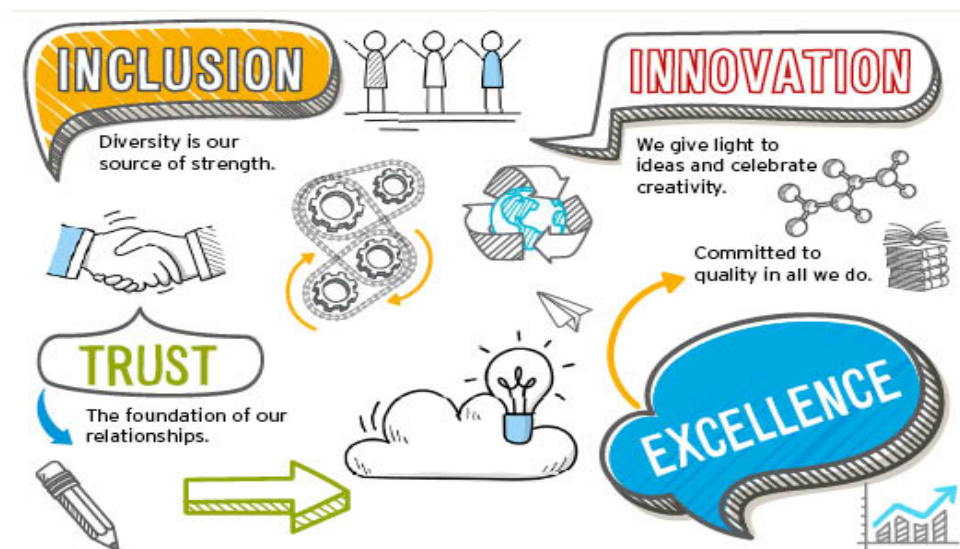 INCLUSION
Diversity is our
source of strength.
INNOVATION
We give light to
ideas and celebrate
creativity.
TRUST
The foundation of our
relationships.
Committed to
quality in all we do.
EXCELLENCE